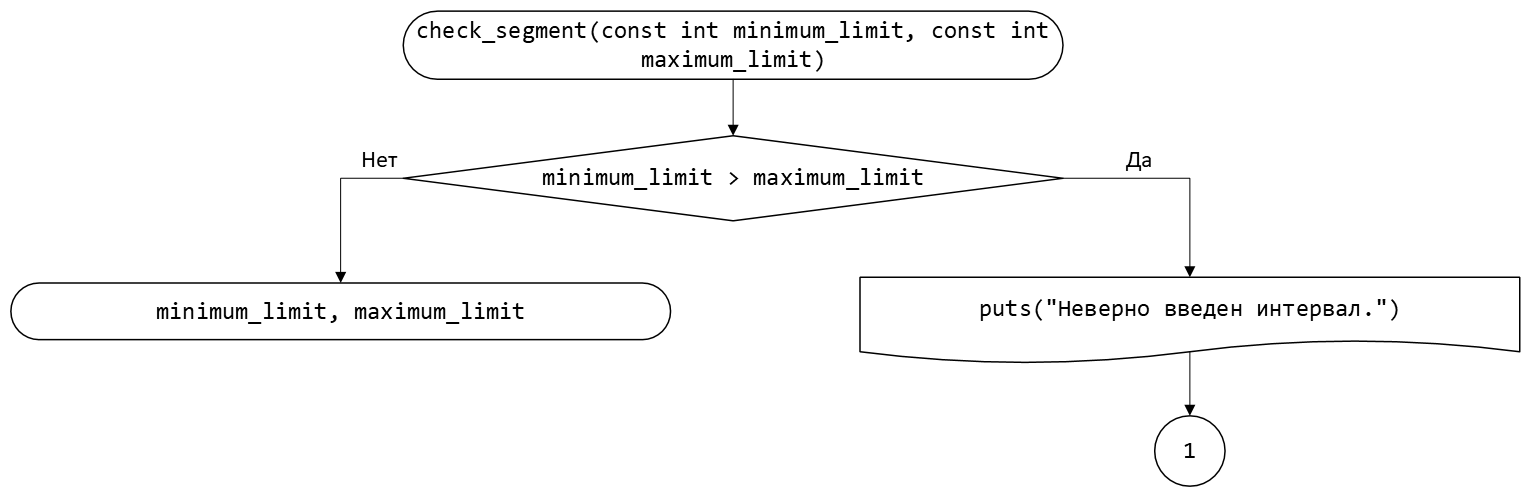 check_segment(const int minimum_limit, const int
maximum_limit)
Нет
minimum_limit > maximum_limit
Да
minimum_limit, maximum_limit
puts("Неверно введен интервал.")
1